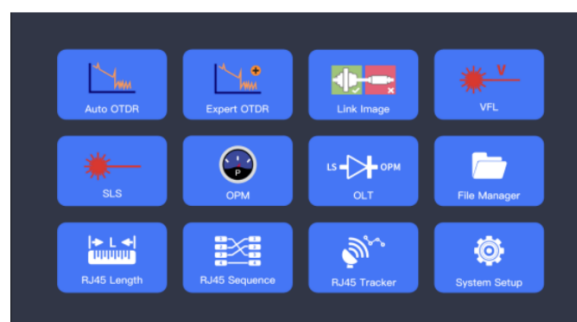 Auto OTDR
Expert OTDR
Link Image
V
VFL
SLS
P
OPM
LS OPM
OLT
File Manager
L
RJ45 Length
RJ45 Sequence
RJ45 Tracker
System Setup